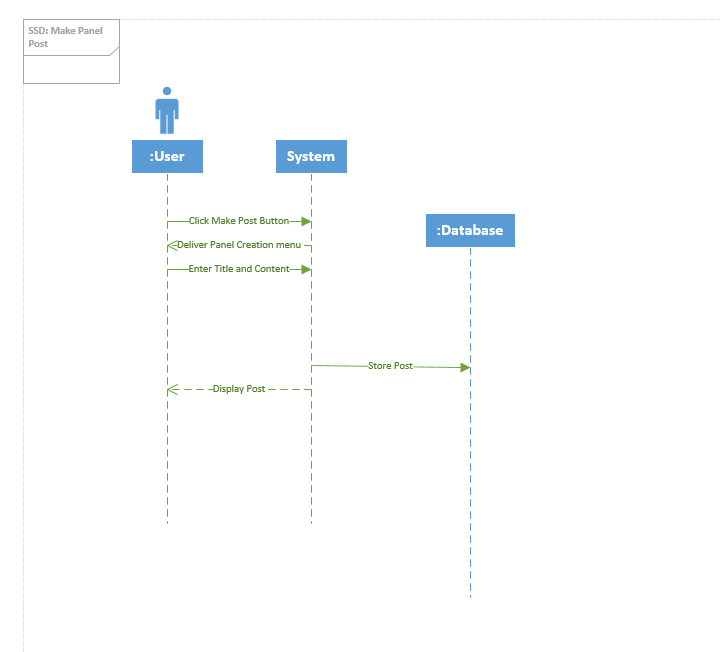 SSD: Make Panel
Post
:User
System
Click Make Post Button
:Database
Deliver Panel Creation menu
Enter Title and Content
Store Post
Display Post